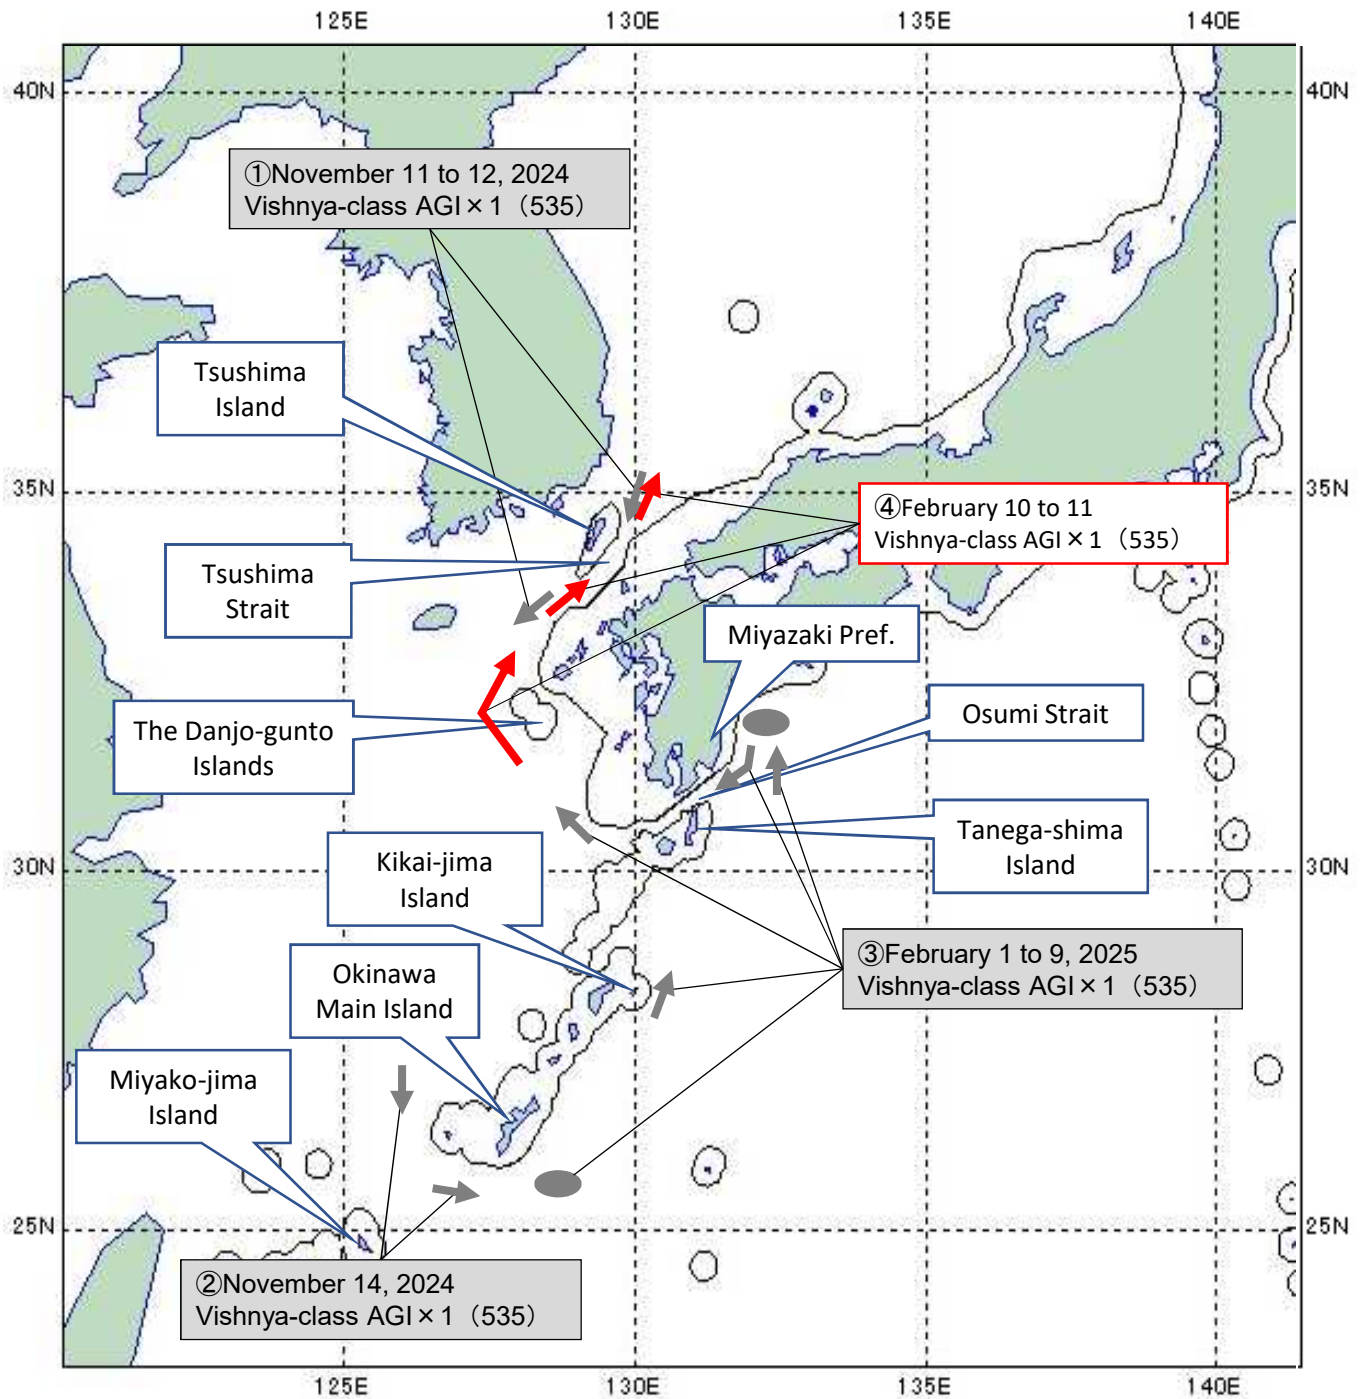 125E 130E 135E 140E
40N 40N
①November 11 to 12, 2024
Vishnya-class AGI×1（535）
Tsushima
Island
35N 35N
④February 10 to 11
Vishnya-class AGI×1（535）
Tsushima
Strait
Miyazaki Pref.
The Danjo-gunto
Islands
Osumi Strait
Tanega-shima
Island
30N 30N
Kikai-jima
Island
③February 1 to 9, 2025
Vishnya-class AGI×1（535）
Okinawa
Main Island
Miyako-jima
Island
25N 25N
②November 14, 2024
Vishnya-class AGI×1（535）
125E 130E 135E 140E